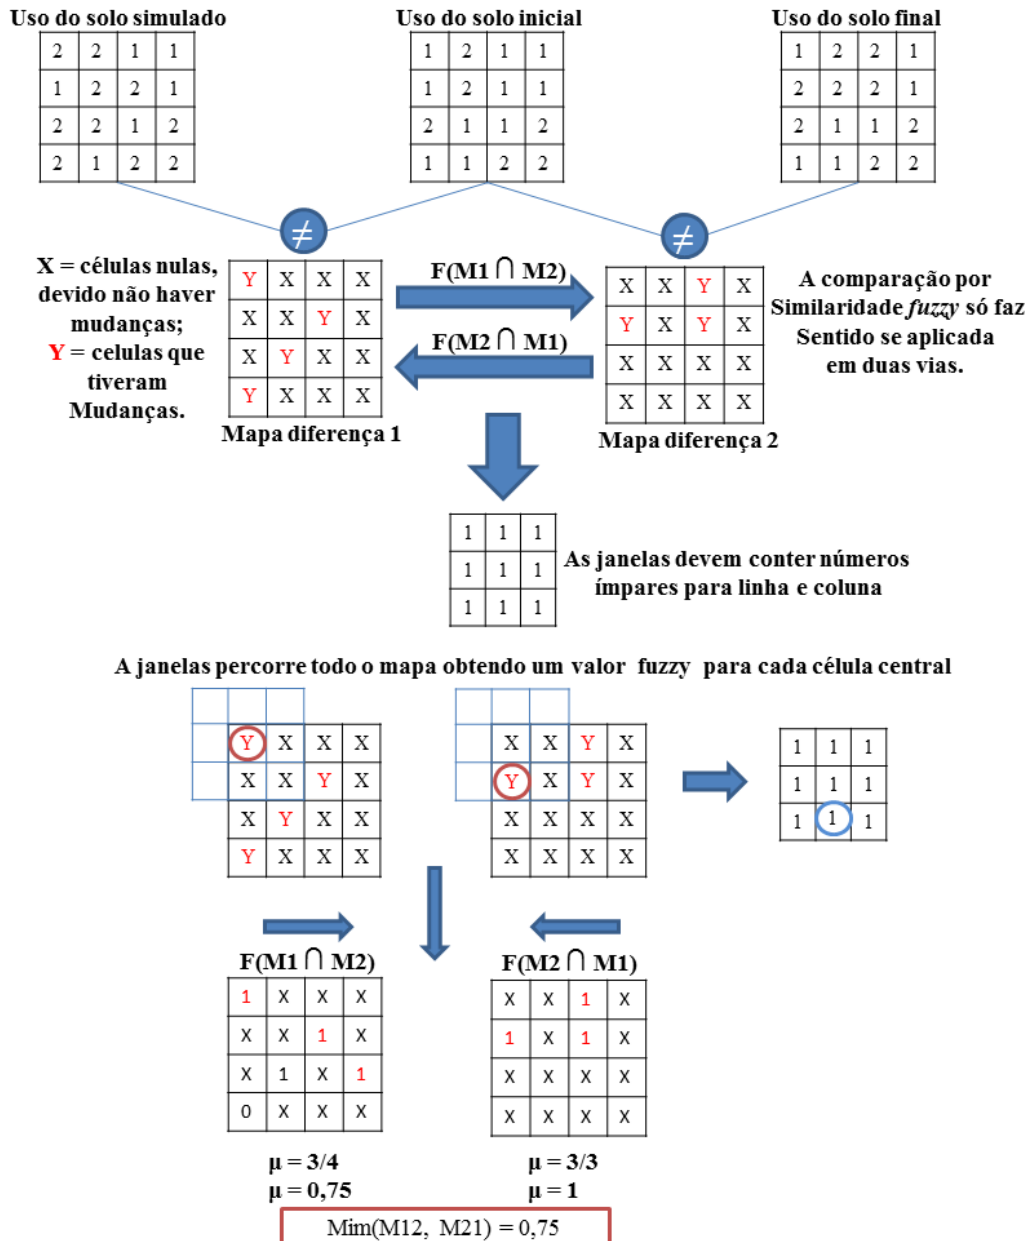 Uso do solo simulado
Uso do solo inicial
Uso do solo final
2 2 1 1
1 2 2 1
2 2 1 2
2 1 2 2
1 2 1 1
1 2 1 1
2 1 1 2
1 1 2 2
1 2 2 1
2 2 2 1
2 1 1 2
1 1 2 2
≠
≠
X = células nulas,
devido não haver
mudanças;
Y = celulas que
tiveram
Mudanças.
Y X X X
X X Y X
X Y X X
Y X X X
Mapa diferença 1
F(M1 ⋂ M2)
F(M2 ⋂ M1)
X X Y X
Y X Y X
X X X X
X X X X
Mapa diferença 2
A comparação por
Similaridade fuzzy só faz
Sentido se aplicada
em duas vias.
1 1 1
1 1 1
1 1 1
As janelas devem conter números
ímpares para linha e coluna
A janelas percorre todo o mapa obtendo um valor fuzzy para cada célula central
Y X X X
X X Y X
X Y X X
Y X X X
X X Y X
Y X Y X
X X X X
X X X X
1 1 1
1 1 1
1 1 1
F(M1 ⋂ M2)
1 X X X
X X 1 X
X 1 X 1
0 X X X
μ = 3/4
μ = 0,75
F(M2 ⋂ M1)
X X 1 X
1 X 1 X
X X X X
X X X X
μ = 3/3
μ = 1
Mim(M12, M21) = 0,75